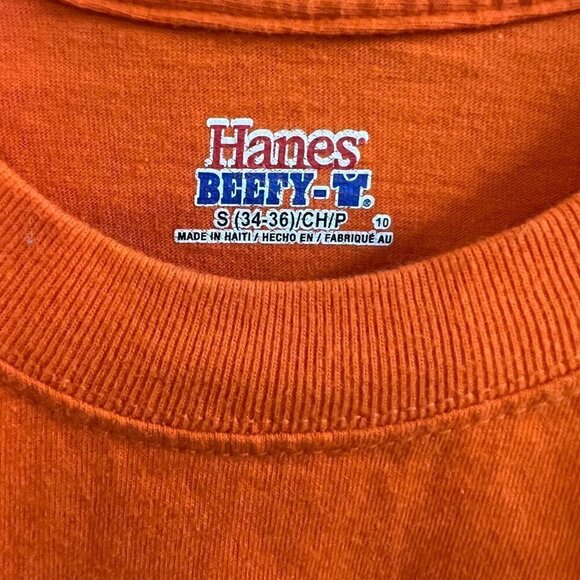 Hanes
BEEFY-T®
S (34-36)/CH/P 10
MADE IN HAITI / HECHO EN / FABRIQUÉ AU